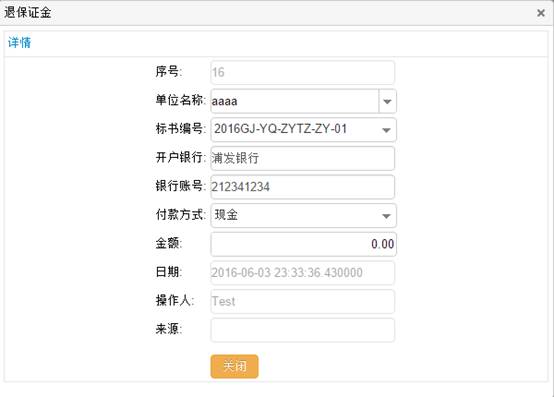 退保证金
详情
序号: 16
单位名称: aaaa
标书编号: 2016GJ-YQ-ZYTZ-ZY-01
开户银行: 浦发银行
银行账号: 212341234
付款方式: 现金
金额: 0.00
日期: 2016-06-03 23:33:36.430000
操作人: Test
来源:
关闭